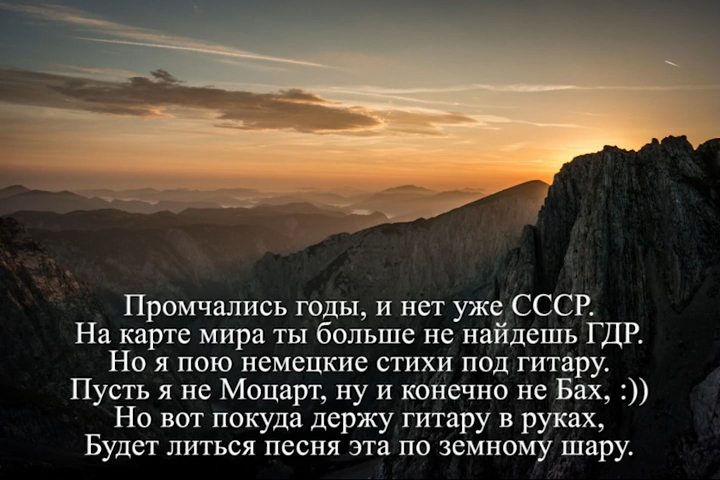 Промчались годы, и нет уже СССР.
На карте мира ты больше не найдешь ГДР.
Но я пою немецкие стихи под гитару.
Пусть я не Моцарт, ну и конечно не Бах, :))
Но вот покуда держу гитару в руках,
Будет литься песня эта по земному шару.